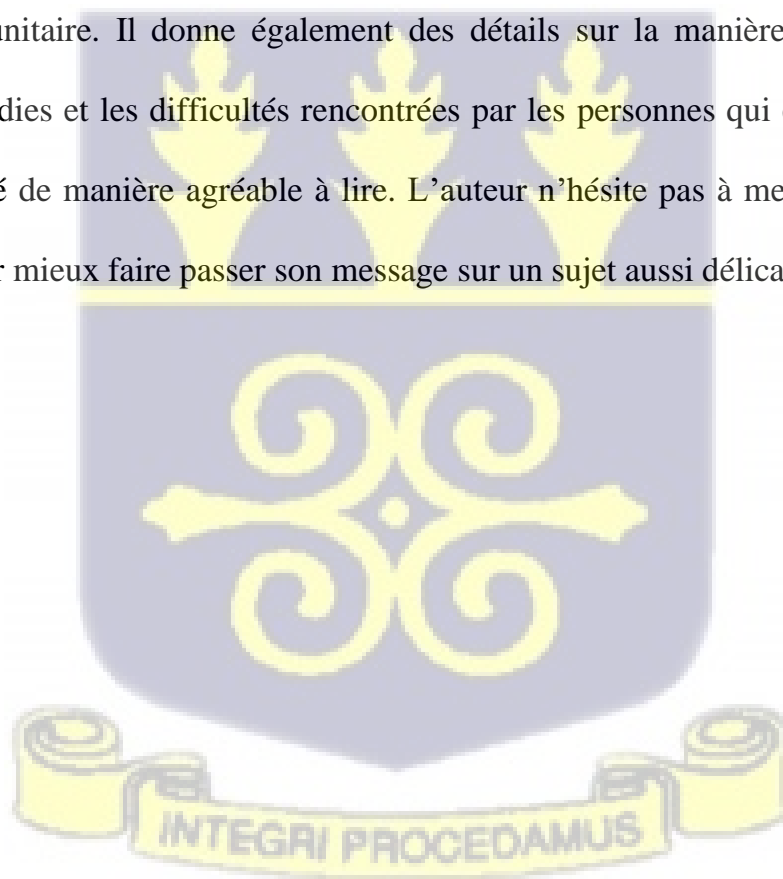 unitaire. Il donne également des détails sur la manière
dies et les difficultés rencontrées par les personnes qui
é de manière agréable à lire. L’auteur n’hésite pas à me
r mieux faire passer son message sur un sujet aussi délica
INTEGRI PROCEDAMUS